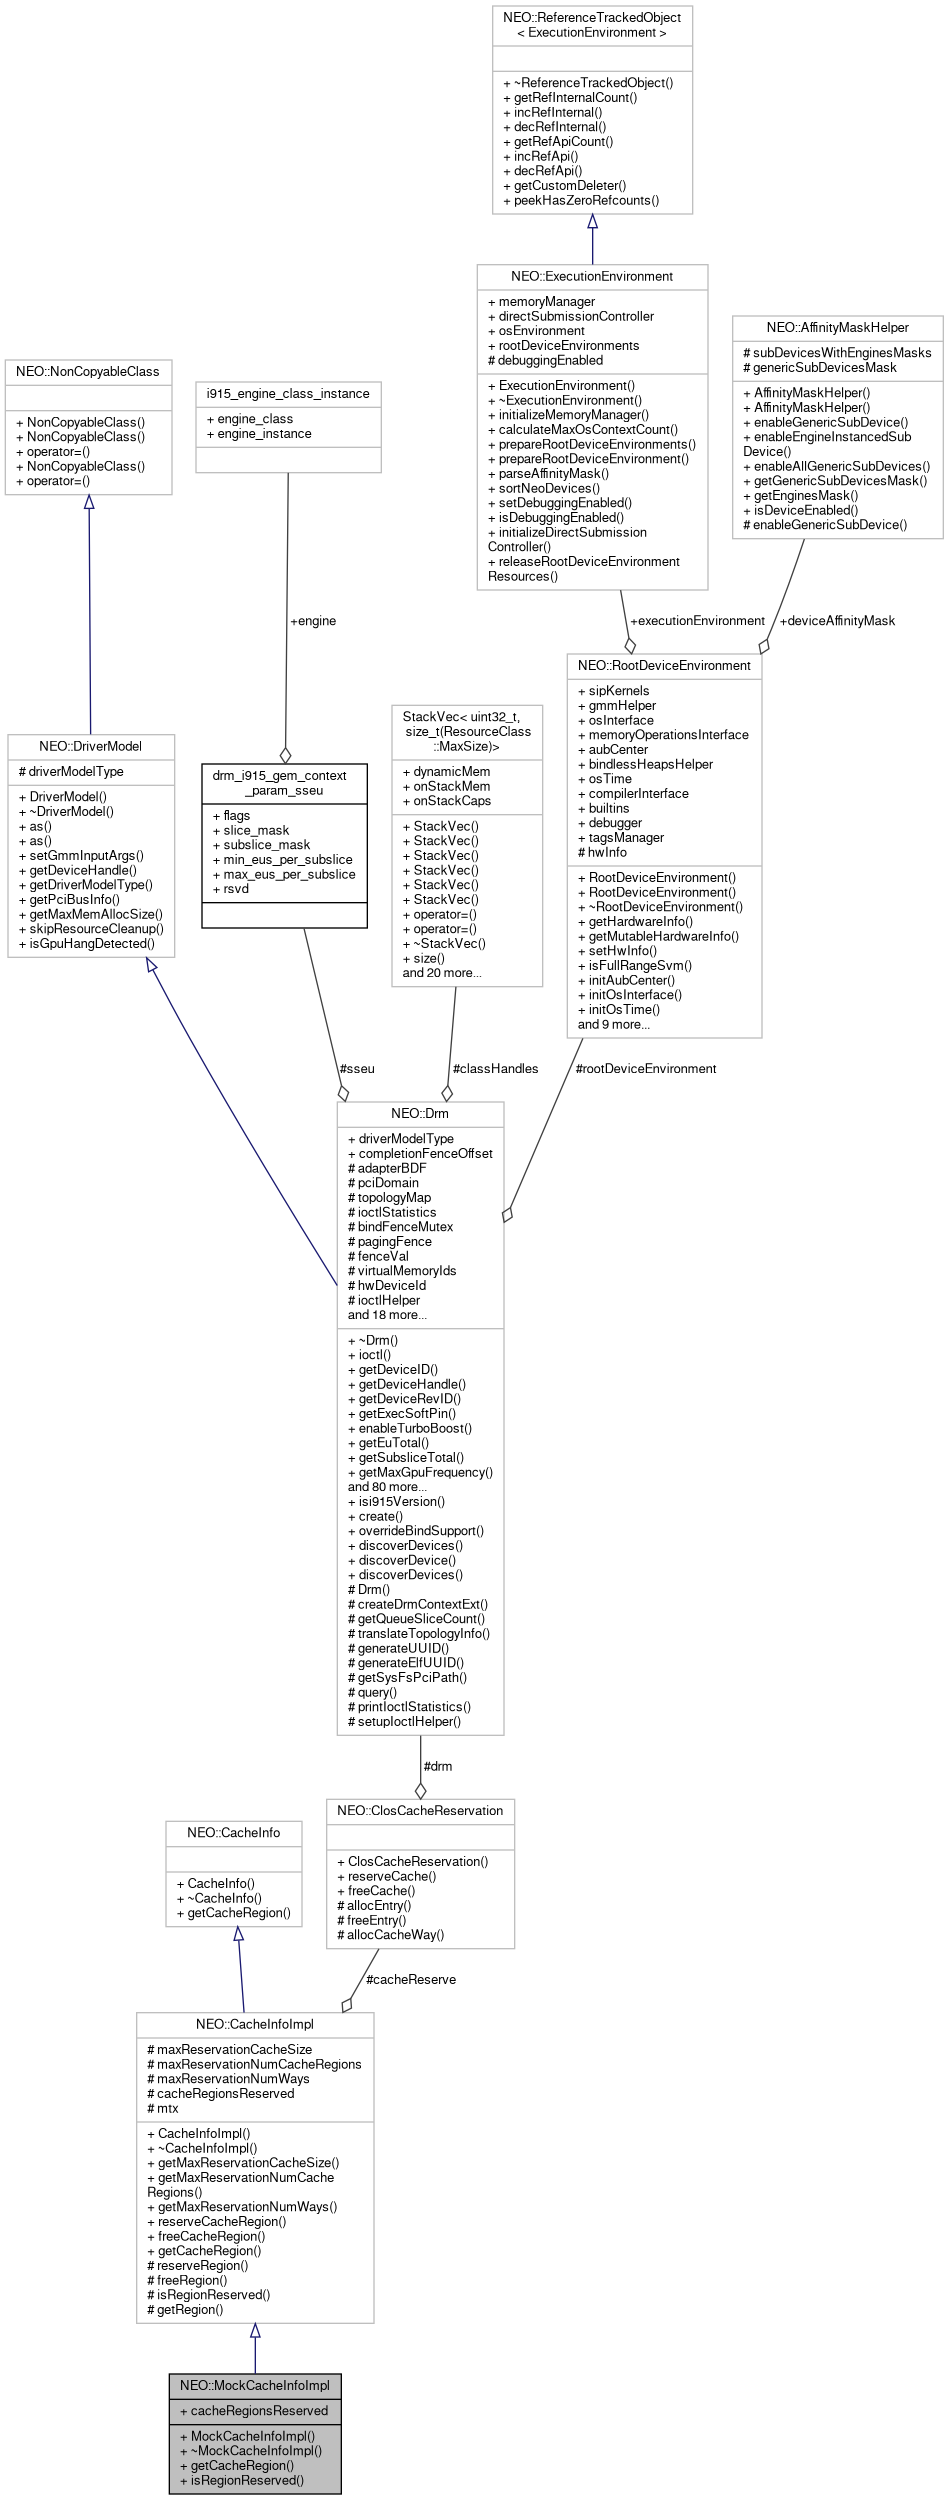 NEO::ReferenceTrackedObject
< ExecutionEnvironment >
+ ~ReferenceTrackedObject()
+ getRefInternalCount()
+ incRefInternal()
+ decRefInternal()
+ getRefApiCount()
+ incRefApi()
+ decRefApi()
+ getCustomDeleter()
+ peekHasZeroRefcounts()
NEO::ExecutionEnvironment
+ memoryManager
+ directSubmissionController
+ osEnvironment
+ rootDeviceEnvironments
# debuggingEnabled
+ ExecutionEnvironment()
+ ~ExecutionEnvironment()
+ initializeMemoryManager()
+ calculateMaxOsContextCount()
+ prepareRootDeviceEnvironments()
+ prepareRootDeviceEnvironment()
+ parseAffinityMask()
+ sortNeoDevices()
+ setDebuggingEnabled()
+ isDebuggingEnabled()
+ initializeDirectSubmission
Controller()
+ releaseRootDeviceEnvironment
Resources()
NEO::AffinityMaskHelper
# subDevicesWithEnginesMasks
# genericSubDevicesMask
+ AffinityMaskHelper()
+ AffinityMaskHelper()
+ enableGenericSubDevice()
+ enableEngineInstancedSub
Device()
+ enableAllGenericSubDevices()
+ getGenericSubDevicesMask()
+ getEnginesMask()
+ isDeviceEnabled()
# enableGenericSubDevice()
NEO::NonCopyableClass
+ NonCopyableClass()
+ NonCopyableClass()
+ operator=()
+ NonCopyableClass()
+ operator=()
i915_engine_class_instance
+ engine_class
+ engine_instance
+engine
+executionEnvironment
+deviceAffinityMask
NEO::RootDeviceEnvironment
+ sipKernels
+ gmmHelper
+ osInterface
+ memoryOperationsInterface
+ aubCenter
+ bindlessHeapsHelper
+ osTime
+ compilerInterface
+ builtins
+ debugger
+ tagsManager
# hwInfo
+ RootDeviceEnvironment()
+ RootDeviceEnvironment()
+ ~RootDeviceEnvironment()
+ getHardwareInfo()
+ getMutableHardwareInfo()
+ setHwInfo()
+ isFullRangeSvm()
+ initAubCenter()
+ initOsInterface()
+ initOsTime()
and 9 more...
StackVec< uint32_t,
size_t(ResourceClass
::MaxSize)>
+ dynamicMem
+ onStackMem
+ onStackCaps
+ StackVec()
+ StackVec()
+ StackVec()
+ StackVec()
+ StackVec()
+ StackVec()
+ operator=()
+ operator=()
+ ~StackVec()
+ size()
and 20 more...
NEO::DriverModel
# driverModelType
+ DriverModel()
+ ~DriverModel()
+ as()
+ as()
+ setGmmInputArgs()
+ getDeviceHandle()
+ getDriverModelType()
+ getPciBusInfo()
+ getMaxMemAllocSize()
+ skipResourceCleanup()
+ isGpuHangDetected()
drm_i915_gem_context
_param_sseu
+ flags
+ slice_mask
+ subslice_mask
+ min_eus_per_subslice
+ max_eus_per_subslice
+ rsvd
#sseu
#classHandles
#rootDeviceEnvironment
NEO::Drm
+ driverModelType
+ completionFenceOffset
# adapterBDF
# pciDomain
# topologyMap
# ioctlStatistics
# bindFenceMutex
# pagingFence
# fenceVal
# virtualMemoryIds
# hwDeviceId
# ioctlHelper
and 18 more...
+ ~Drm()
+ ioctl()
+ getDeviceID()
+ getDeviceHandle()
+ getDeviceRevID()
+ getExecSoftPin()
+ enableTurboBoost()
+ getEuTotal()
+ getSubsliceTotal()
+ getMaxGpuFrequency()
and 80 more...
+ isi915Version()
+ create()
+ overrideBindSupport()
+ discoverDevices()
+ discoverDevice()
+ discoverDevices()
# Drm()
# createDrmContextExt()
# getQueueSliceCount()
# translateTopologyInfo()
# generateUUID()
# generateElfUUID()
# getSysFsPciPath()
# query()
# printIoctlStatistics()
# setupIoctlHelper()
#drm
NEO::ClosCacheReservation
+ ClosCacheReservation()
+ reserveCache()
+ freeCache()
# allocEntry()
# freeEntry()
# allocCacheWay()
NEO::CacheInfo
+ CacheInfo()
+ ~CacheInfo()
+ getCacheRegion()
#cacheReserve
NEO::CacheInfoImpl
# maxReservationCacheSize
# maxReservationNumCacheRegions
# maxReservationNumWays
# cacheRegionsReserved
# mtx
+ CacheInfoImpl()
+ ~CacheInfoImpl()
+ getMaxReservationCacheSize()
+ getMaxReservationNumCache
Regions()
+ getMaxReservationNumWays()
+ reserveCacheRegion()
+ freeCacheRegion()
+ getCacheRegion()
# reserveRegion()
# freeRegion()
# isRegionReserved()
# getRegion()
NEO::MockCacheInfoImpl
+ cacheRegionsReserved
+ MockCacheInfoImpl()
+ ~MockCacheInfoImpl()
+ getCacheRegion()
+ isRegionReserved()